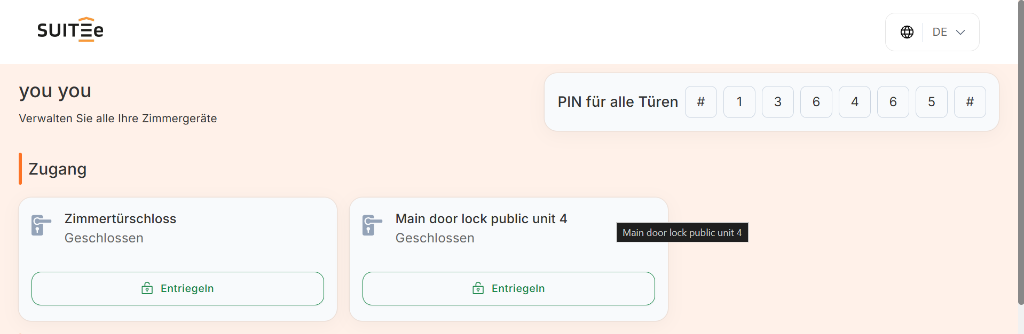 SUITEe
DE
you you
Verwalten Sie alle Ihre Zimmergeräte
PIN für alle Türen # 1 3 6 4 6 5 #
Zugang
Zimmertürschloss
Geschlossen
Entriegeln
Main door lock public unit 4
Geschlossen
Entriegeln
Main door lock public unit 4